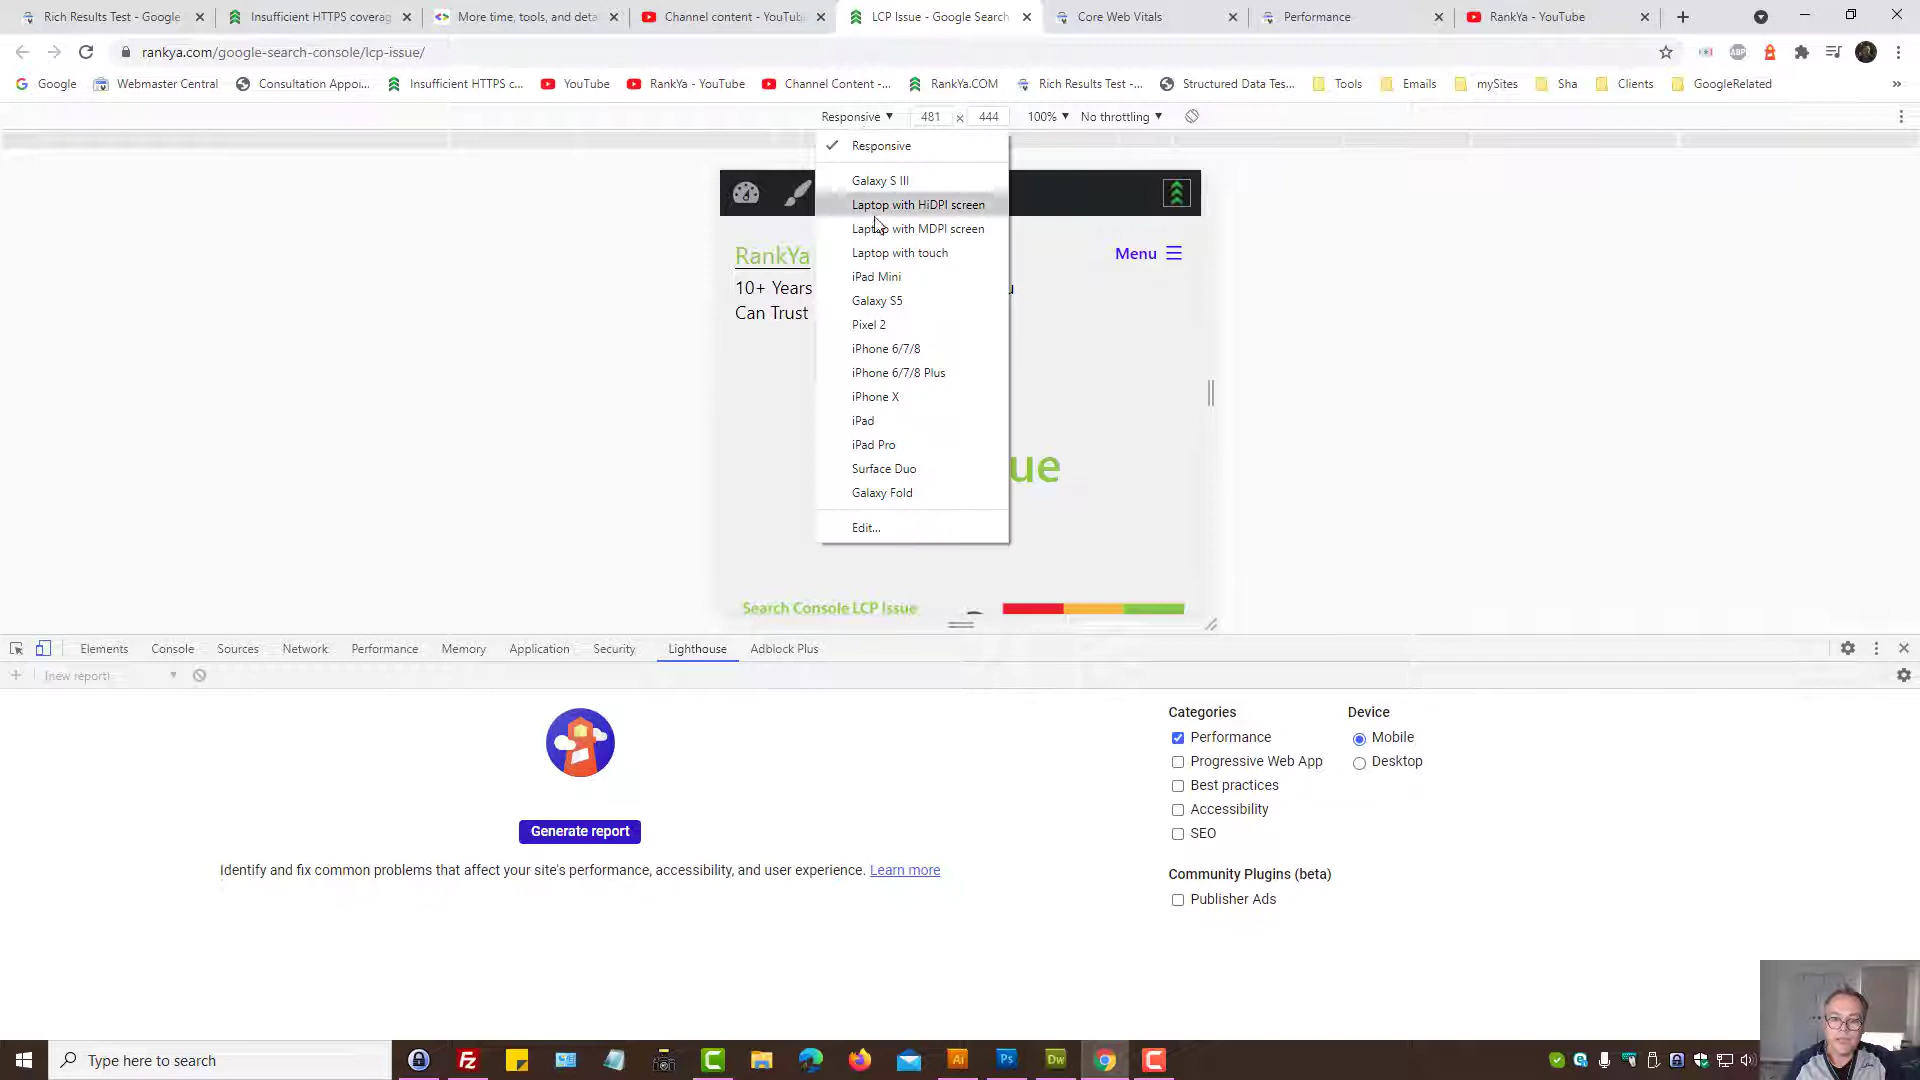 Rich Results Test - Google
Insufficient HTTPS coverag
More time, tools, and deta
Channel content - YouTube
LCP Issue - Google Search
Core Web Vitals
Performance
RankYa - YouTube
rankya.com/google-search-console/lcp-issue/
ABP
Google
Webmaster Central
Consultation Appoi...
Insufficient HTTPS c...
YouTube
RankYa - YouTube
Channel Content -...
RankYa.COM
Rich Results Test -...
Structured Data Tes...
Tools
Emails
mySites
Sha
Clients
GoogleRelated
»
Responsive
481 × 444
100%
No throttling
Responsive
Galaxy S III
Laptop with HiDPI screen
Laptop with MDPI screen
Laptop with touch
iPad Mini
Galaxy S5
Pixel 2
iPhone 6/7/8
iPhone 6/7/8 Plus
iPhone X
iPad
iPad Pro
Surface Duo
Galaxy Fold
Edit...
RankYa
10+ Years
u
Can Trust
Menu
ue
Search Console LCP Issue
Elements
Console
Sources
Network
Performance
Memory
Application
Security
Lighthouse
Adblock Plus
(new report)
Categories
Device
Performance
Mobile
Progressive Web App
Desktop
Best practices
Accessibility
SEO
Generate report
Identify and fix common problems that affect your site's performance, accessibility, and user experience. Learn more
Community Plugins (beta)
Publisher Ads
Type here to search
Fz
Ai
Ps
Dw